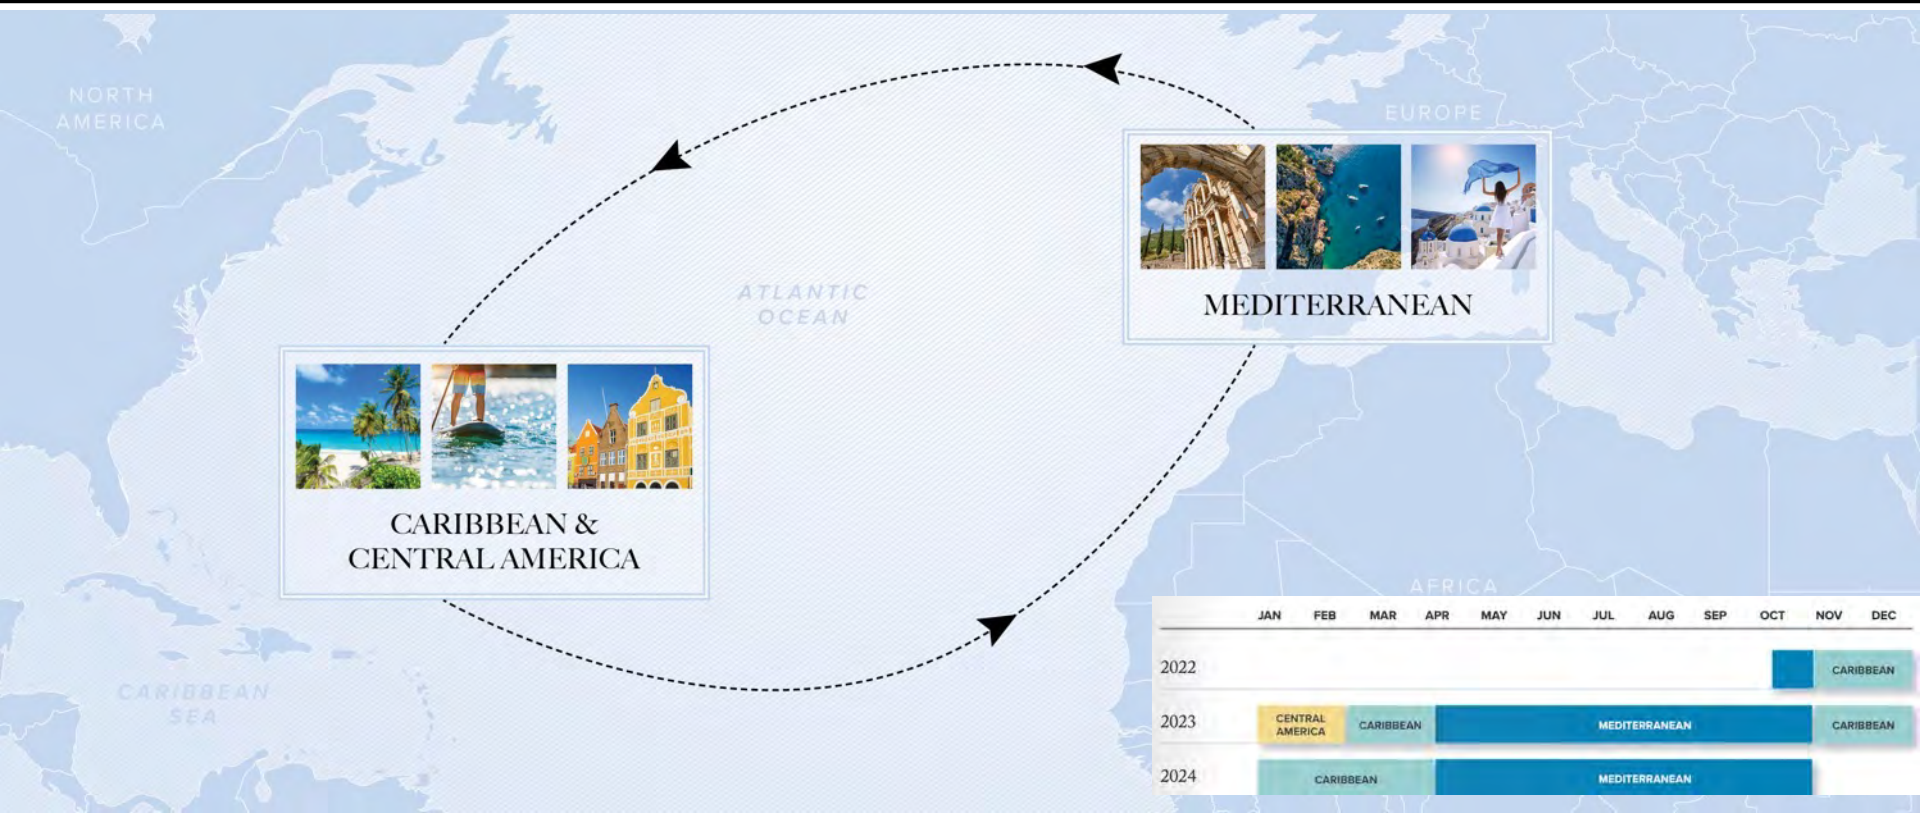 NORTH
AMERICA
EUROPE
MEDITERRANEAN
ATLANTIC
OCEAN
CARIBBEAN &
CENTRAL AMERICA
AFRICA
CARIBBEAN
SEA
JAN FEB MAR APR MAY JUN JUL AUG SEP OCT NOV DEC
2022 CARIBBEAN
2023 CENTRAL AMERICA CARIBBEAN MEDITERRANEAN CARIBBEAN
2024 CARIBBEAN MEDITERRANEAN